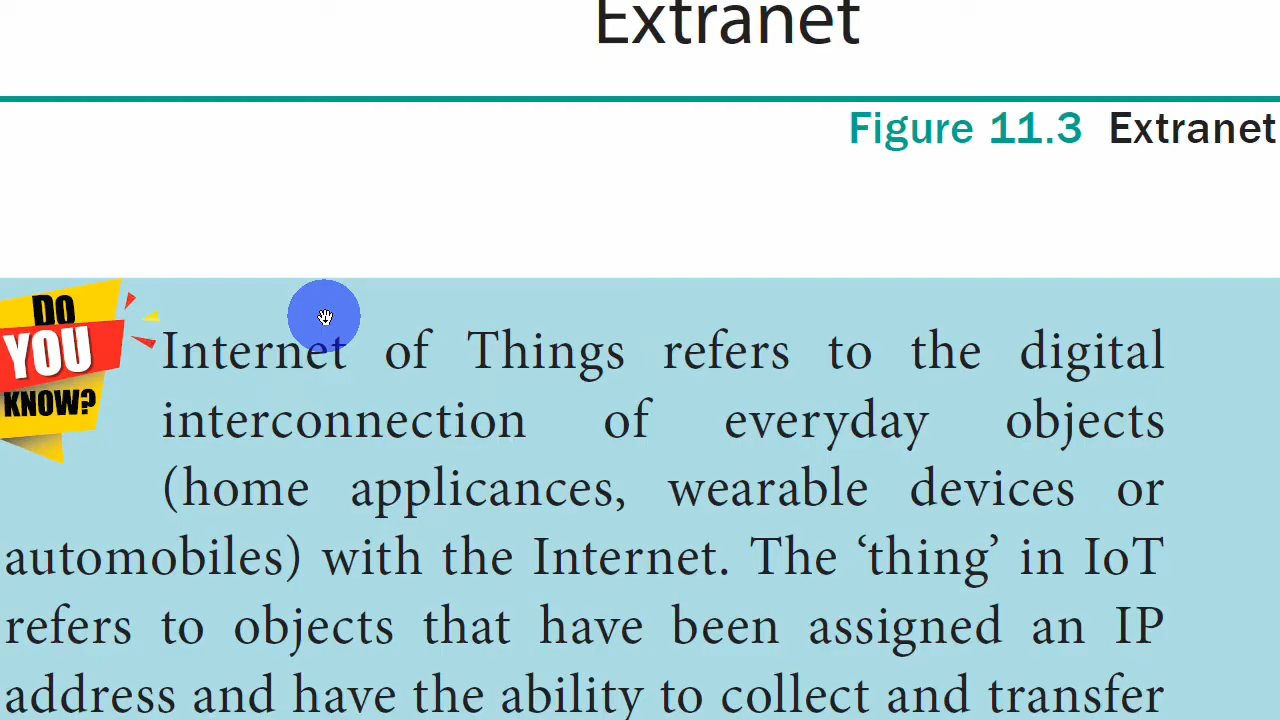 Extranet
Figure 11.3 Extranet
DO
YOU
KNOW?
Internet of Things refers to the digital
interconnection of everyday objects
(home applicances, wearable devices or
automobiles) with the Internet. The ‘thing’ in IoT
refers to objects that have been assigned an IP
address and have the ability to collect and transfer